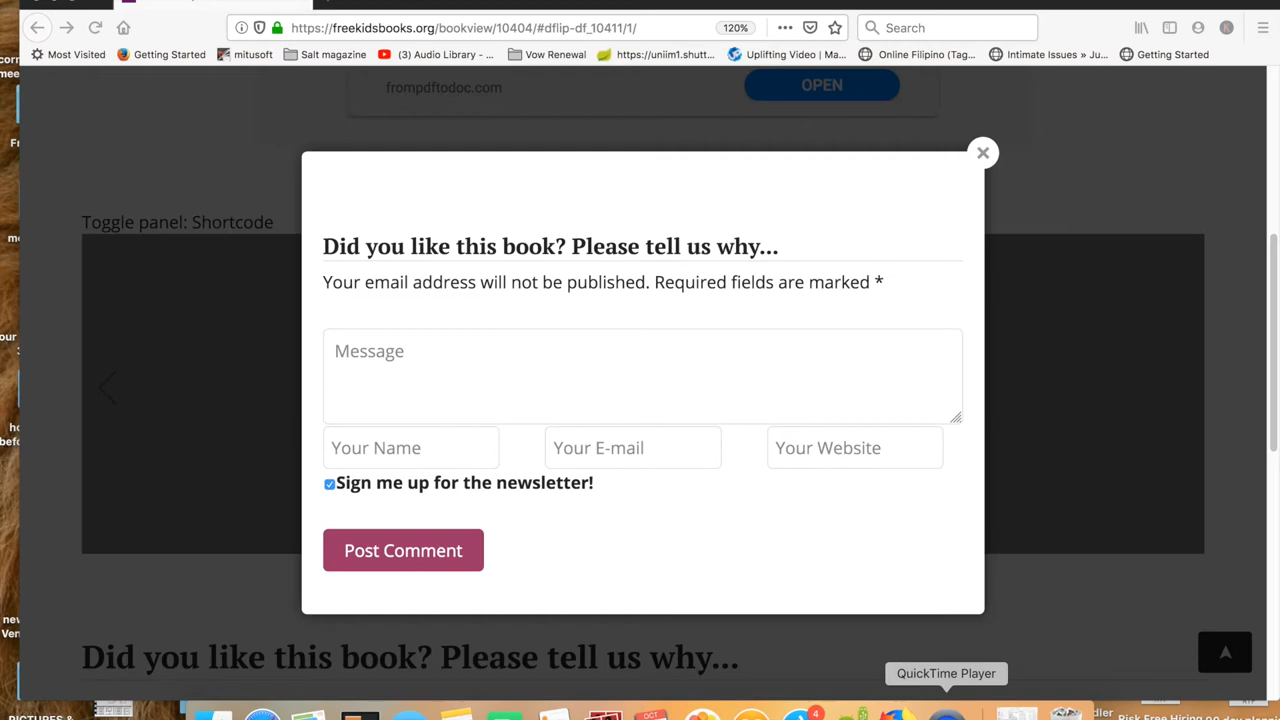 https://freekidsbooks.org/bookview/10404/#dflip-df_10411/1/
120%
Search
Most Visited
Getting Started
mitusoft
Salt magazine
(3) Audio Library - ...
Vow Renewal
https://uniim1.shutt...
Uplifting Video | Ma...
Online Filipino (Tag...
Intimate Issues » Ju...
Getting Started
frompdftodoc.com
OPEN
Toggle panel: Shortcode
Did you like this book? Please tell us why...
Your email address will not be published. Required fields are marked *
Message
Your Name
Your E-mail
Your Website
Sign me up for the newsletter!
Post Comment
Did you like this book? Please tell us why...
QuickTime Player
PICTURES &
OCT
4